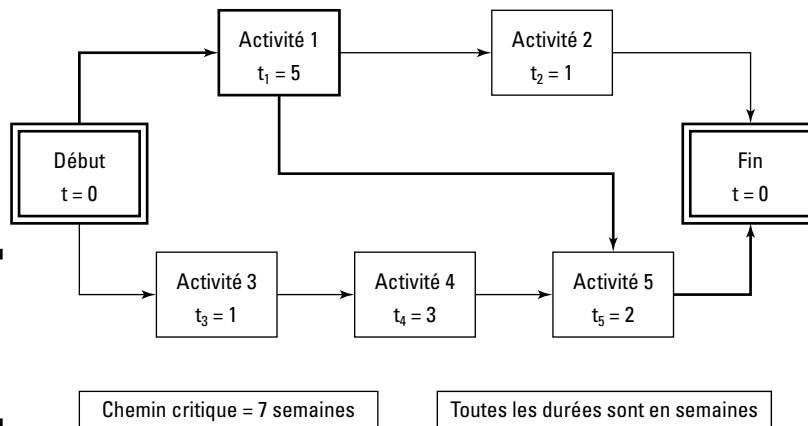 Activité 1
t₁ = 5
Activité 2
t₂ = 1
Début
t = 0
Fin
t = 0
Activité 3
t₃ = 1
Activité 4
t₄ = 3
Activité 5
t₅ = 2
Chemin critique = 7 semaines
Toutes les durées sont en semaines